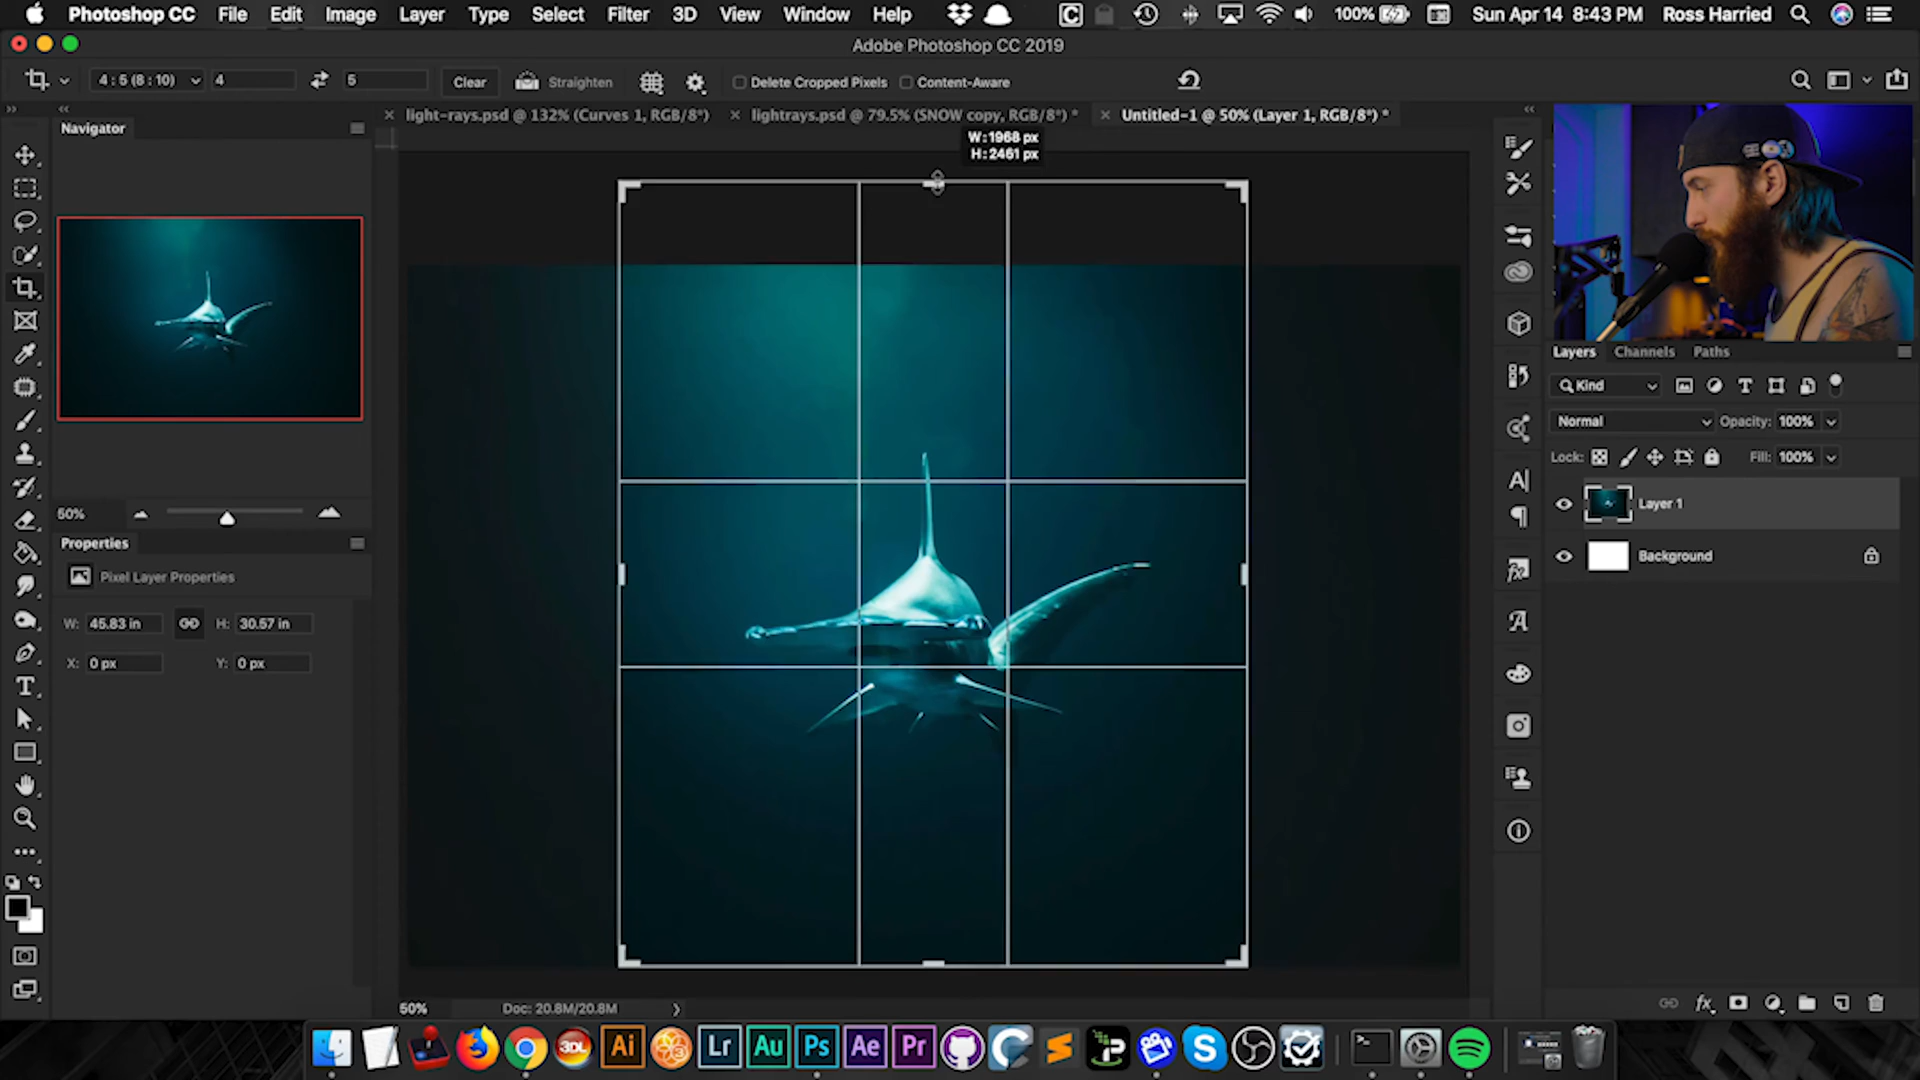 Photoshop CC File Edit Image Layer Type Select Filter 3D View Window Help 100% Sun Apr 14 8:43 PM Ross Harried
Adobe Photoshop CC 2019
4 : 5 (8 : 10) 4 5 Clear Straighten Delete Cropped Pixels Content-Aware
light-rays.psd @ 132% (Curves 1, RGB/8*) lightrays.psd @ 79.5% (SNOW copy, RGB/8*) * Untitled-1 @ 50% (Layer 1, RGB/8*) *
Navigator
W: 1968 px
H: 2461 px
50%
Properties
Pixel Layer Properties
W: 45.83 in H: 30.57 in
X: 0 px Y: 0 px
Layers Channels Paths
Kind
Normal Opacity: 100%
Lock: Fill: 100%
Layer 1
Background
50% Doc: 20.8M/20.8M
3DL Ai Lr Au Ps Ae Pr iP